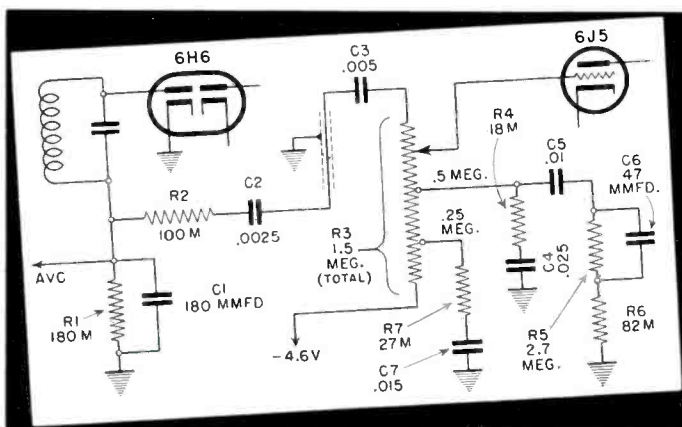 6H6
C3
.005
6J5
R4
18 M
C5
.01
C6
47
MMFD.
R2
100 M
C2
.0025
.5 MEG.
.25
MEG.
R3
1.5
MEG.
(TOTAL)
C4
.025
AVC
C1
180 MMFD
R1
180 M
-4.6V
R7
27 M
C7
.015
R5
2.7
MEG.
R6
82 M